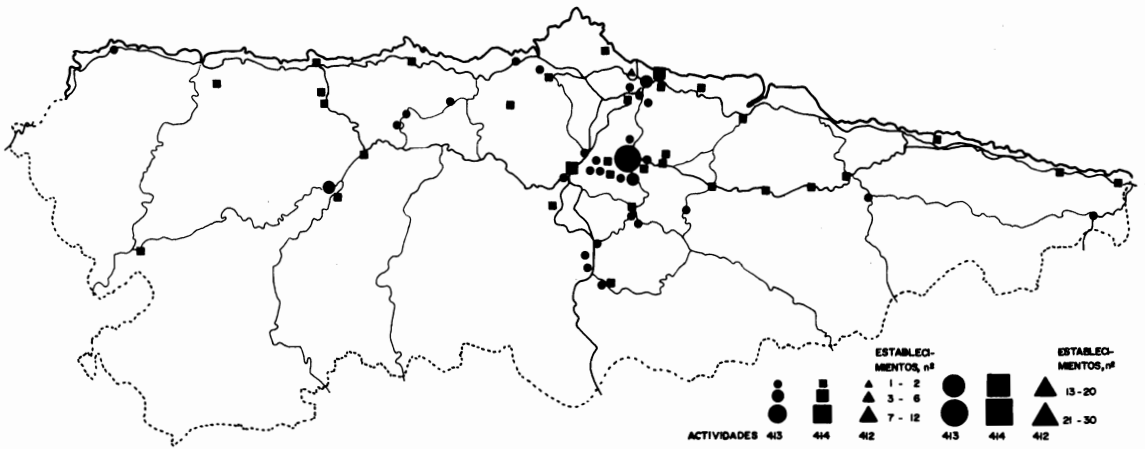 ESTABLECI-
MIENTOS, nº
1 - 2
3 - 6
7 - 12
ACTIVIDADES 413 414 412
ESTABLECI-
MIENTOS, nº
13-20
21-30
413 414 412